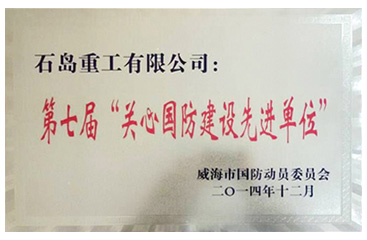 石岛重工有限公司：
第七届“关心国防建设先进单位”
威海市国防动员委员会
二〇一四年十二月